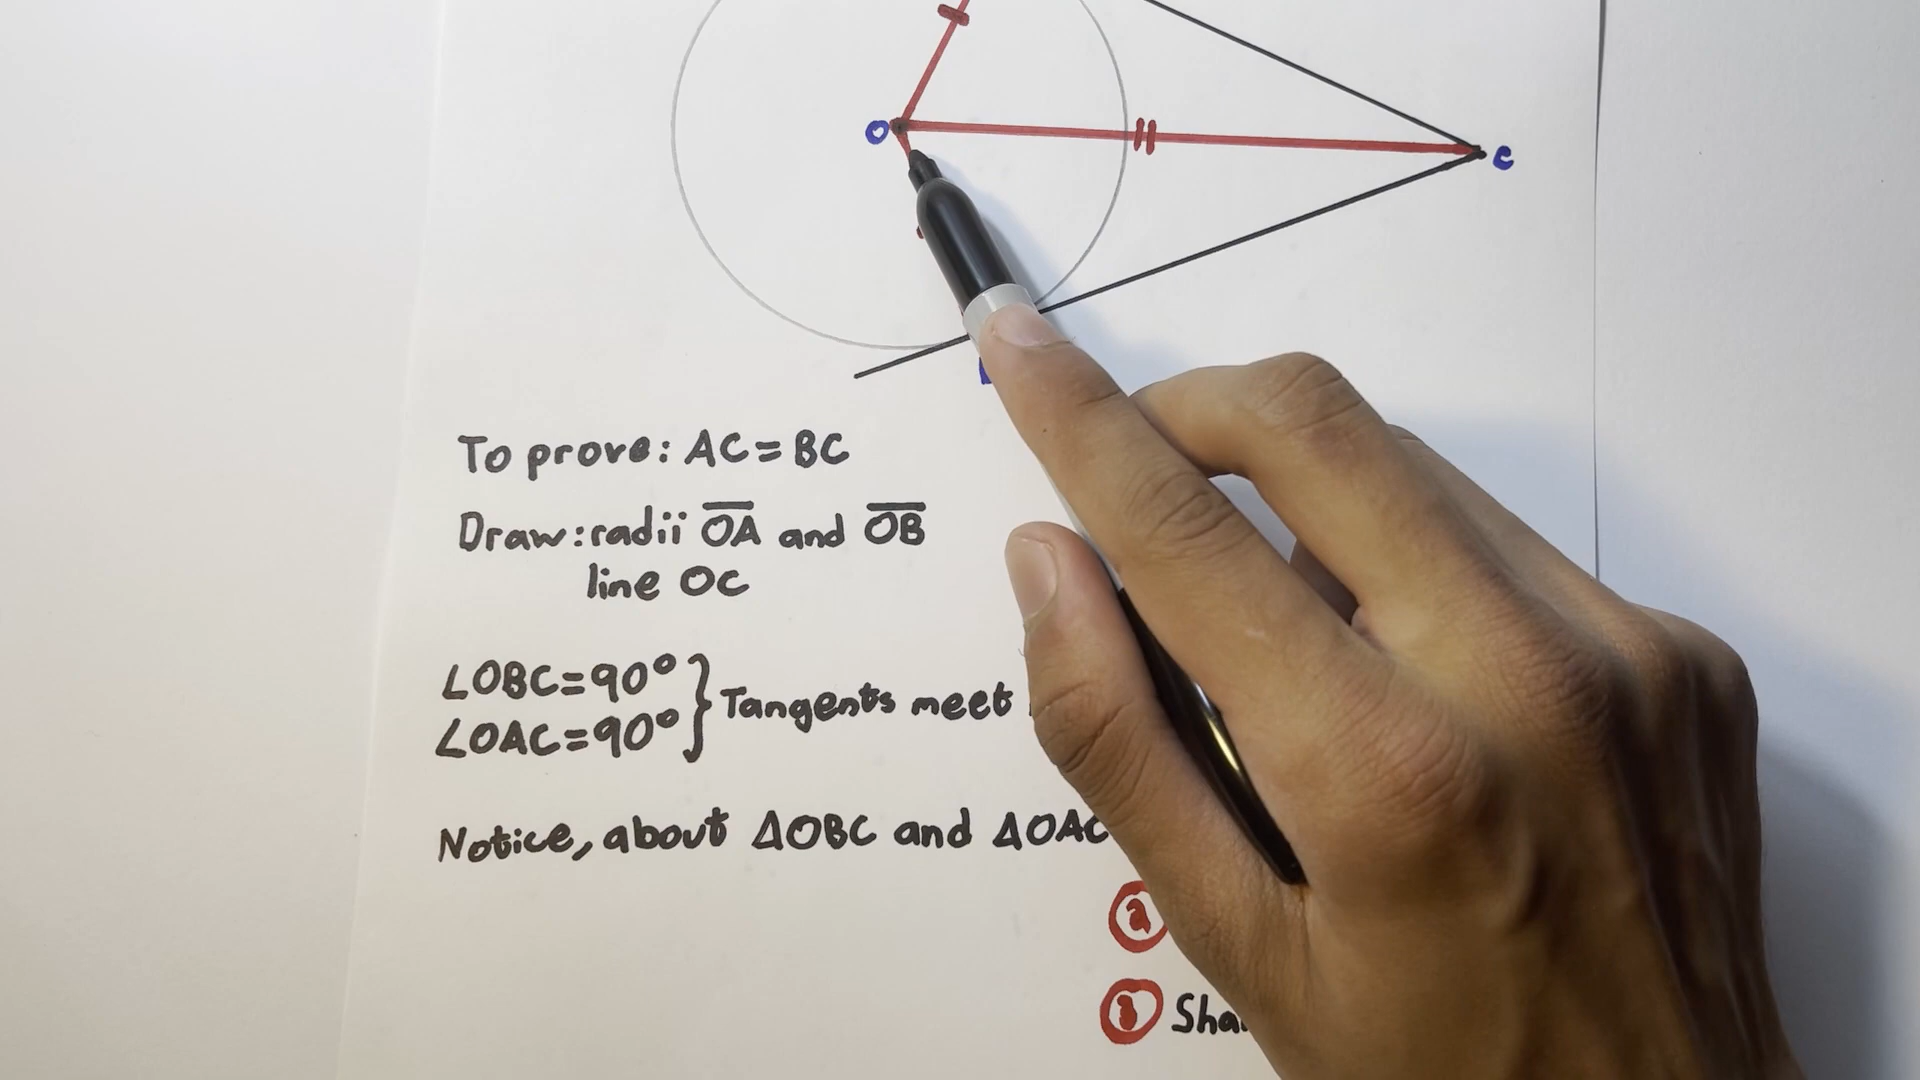 O
C
To prove: AC = BC
Draw: radii OA and OB
line OC
∠OBC = 90°
∠OAC = 90°
} Tangents meet
Notice, about ΔOBC and ΔOAC